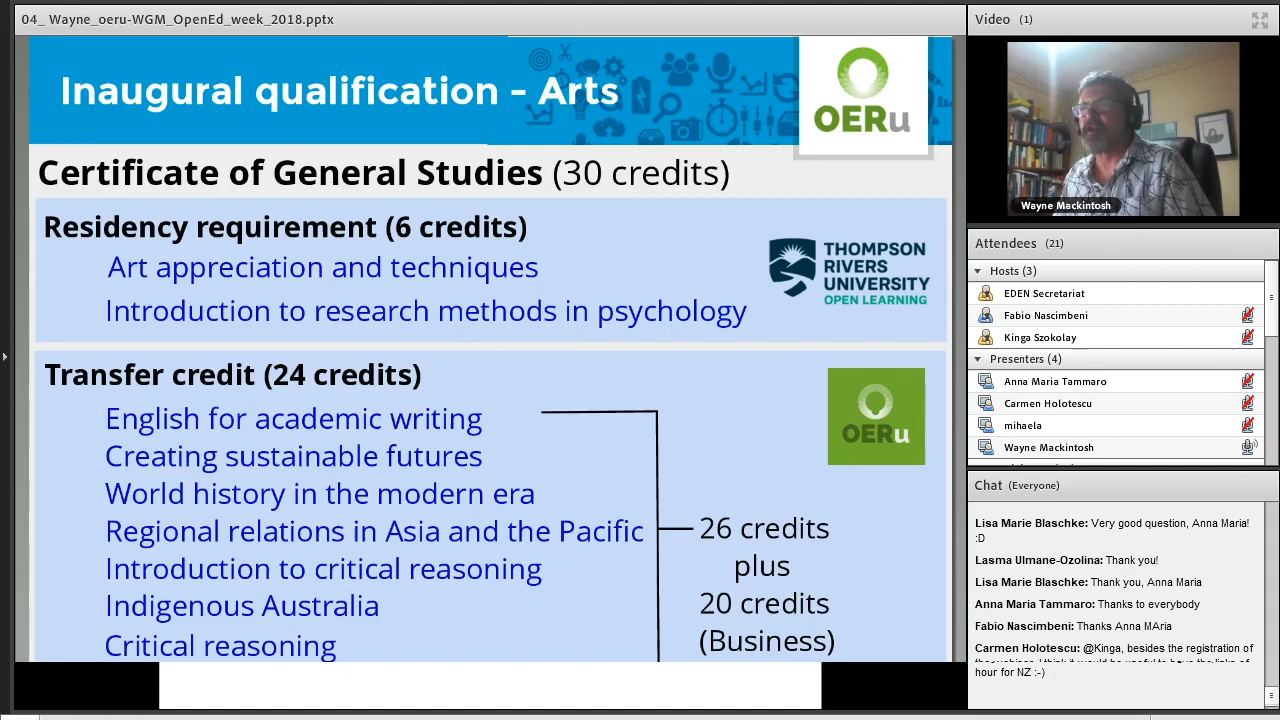 04_ Wayne_oeru-WGM_OpenEd_week_2018.pptx
Inaugural qualification - Arts
OERu
Certificate of General Studies (30 credits)
Residency requirement (6 credits)
Art appreciation and techniques
Introduction to research methods in psychology
THOMPSON
RIVERS
UNIVERSITY
OPEN LEARNING
Transfer credit (24 credits)
OERu
English for academic writing
Creating sustainable futures
World history in the modern era
Regional relations in Asia and the Pacific
Introduction to critical reasoning
Indigenous Australia
Critical reasoning
26 credits
plus
20 credits
(Business)
Video (1)
Wayne Mackintosh
Attendees (21)
Hosts (3)
EDEN Secretariat
Fabio Nascimbeni
Kinga Szokolay
Presenters (4)
Anna Maria Tammaro
Carmen Holotescu
mihaela
Wayne Mackintosh
Chat (Everyone)
Lisa Marie Blaschke: Very good question, Anna Maria!
:D
Lasma Ulmane-Ozolina: Thank you!
Lisa Marie Blaschke: Thank you, Anna Maria
Anna Maria Tammaro: Thanks to everybody
Fabio Nascimbeni: Thanks Anna MAria
Carmen Holotescu: @Kinga, besides the registration of
hour for NZ :-)